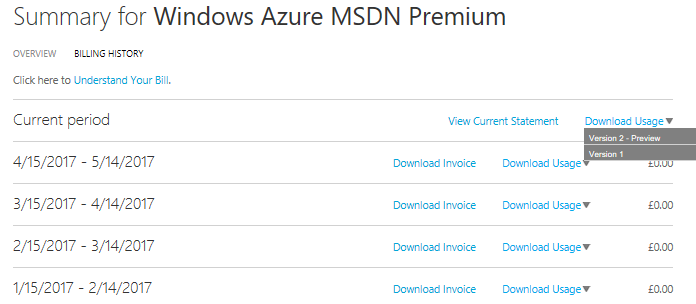 Summary for Windows Azure MSDN Premium
OVERVIEW BILLING HISTORY
Click here to Understand Your Bill.
Current period View Current Statement Download Usage
Version 2 - Preview
Version 1
4/15/2017 - 5/14/2017 Download Invoice Download Usage £0.00
3/15/2017 - 4/14/2017 Download Invoice Download Usage £0.00
2/15/2017 - 3/14/2017 Download Invoice Download Usage £0.00
1/15/2017 - 2/14/2017 Download Invoice Download Usage £0.00